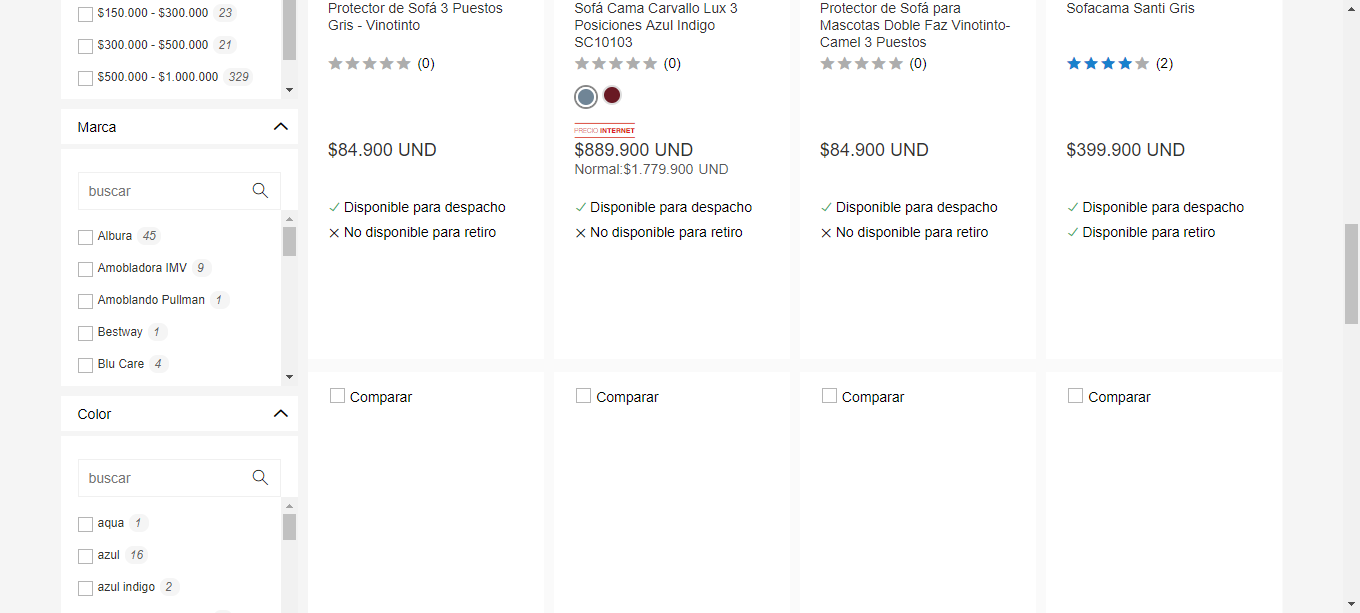 $150.000 - $300.000 23
$300.000 - $500.000 21
$500.000 - $1.000.000 329
Marca
buscar
Albura 45
Amobladora IMV 9
Amoblando Pullman 1
Bestway 1
Blu Care 4
Color
buscar
aqua 1
azul 16
azul indigo 2
Protector de Sofá 3 Puestos
Gris - Vinotinto
(0)
$84.900 UND
Disponible para despacho
No disponible para retiro
Sofá Cama Carvallo Lux 3
Posiciones Azul Indigo
SC10103
(0)
PRECIO INTERNET
$889.900 UND
Normal:$1.779.900 UND
Disponible para despacho
No disponible para retiro
Protector de Sofá para
Mascotas Doble Faz Vinotinto-
Camel 3 Puestos
(0)
$84.900 UND
Disponible para despacho
No disponible para retiro
Sofacama Santi Gris
(2)
$399.900 UND
Disponible para despacho
Disponible para retiro
Comparar
Comparar
Comparar
Comparar